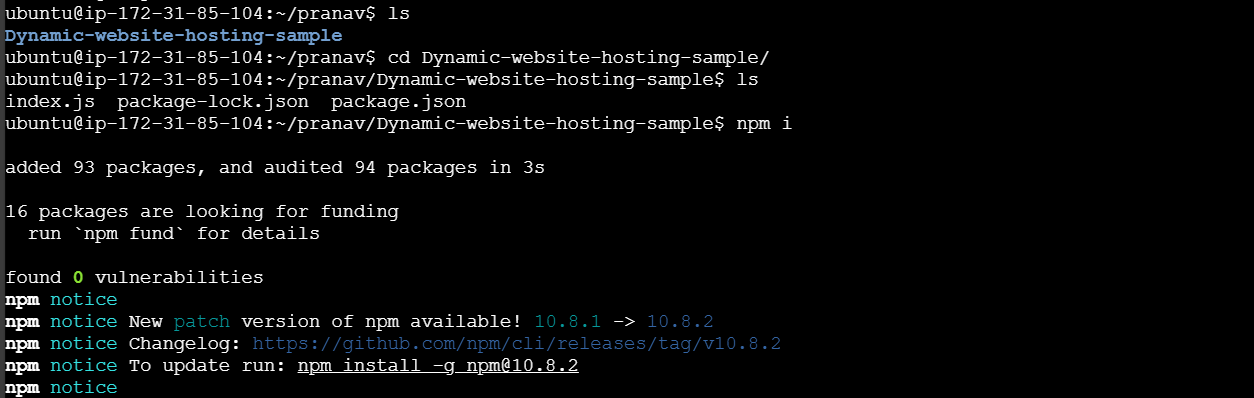 ubuntu@ip-172-31-85-104:~/pranav$ ls
Dynamic-website-hosting-sample
ubuntu@ip-172-31-85-104:~/pranav$ cd Dynamic-website-hosting-sample/
ubuntu@ip-172-31-85-104:~/pranav/Dynamic-website-hosting-sample$ ls
index.js  package-lock.json  package.json
ubuntu@ip-172-31-85-104:~/pranav/Dynamic-website-hosting-sample$ npm i
added 93 packages, and audited 94 packages in 3s
16 packages are looking for funding
  run `npm fund` for details
found 0 vulnerabilities
npm notice
npm notice New patch version of npm available! 10.8.1 -> 10.8.2
npm notice Changelog: https://github.com/npm/cli/releases/tag/v10.8.2
npm notice To update run: npm install -g npm@10.8.2
npm notice